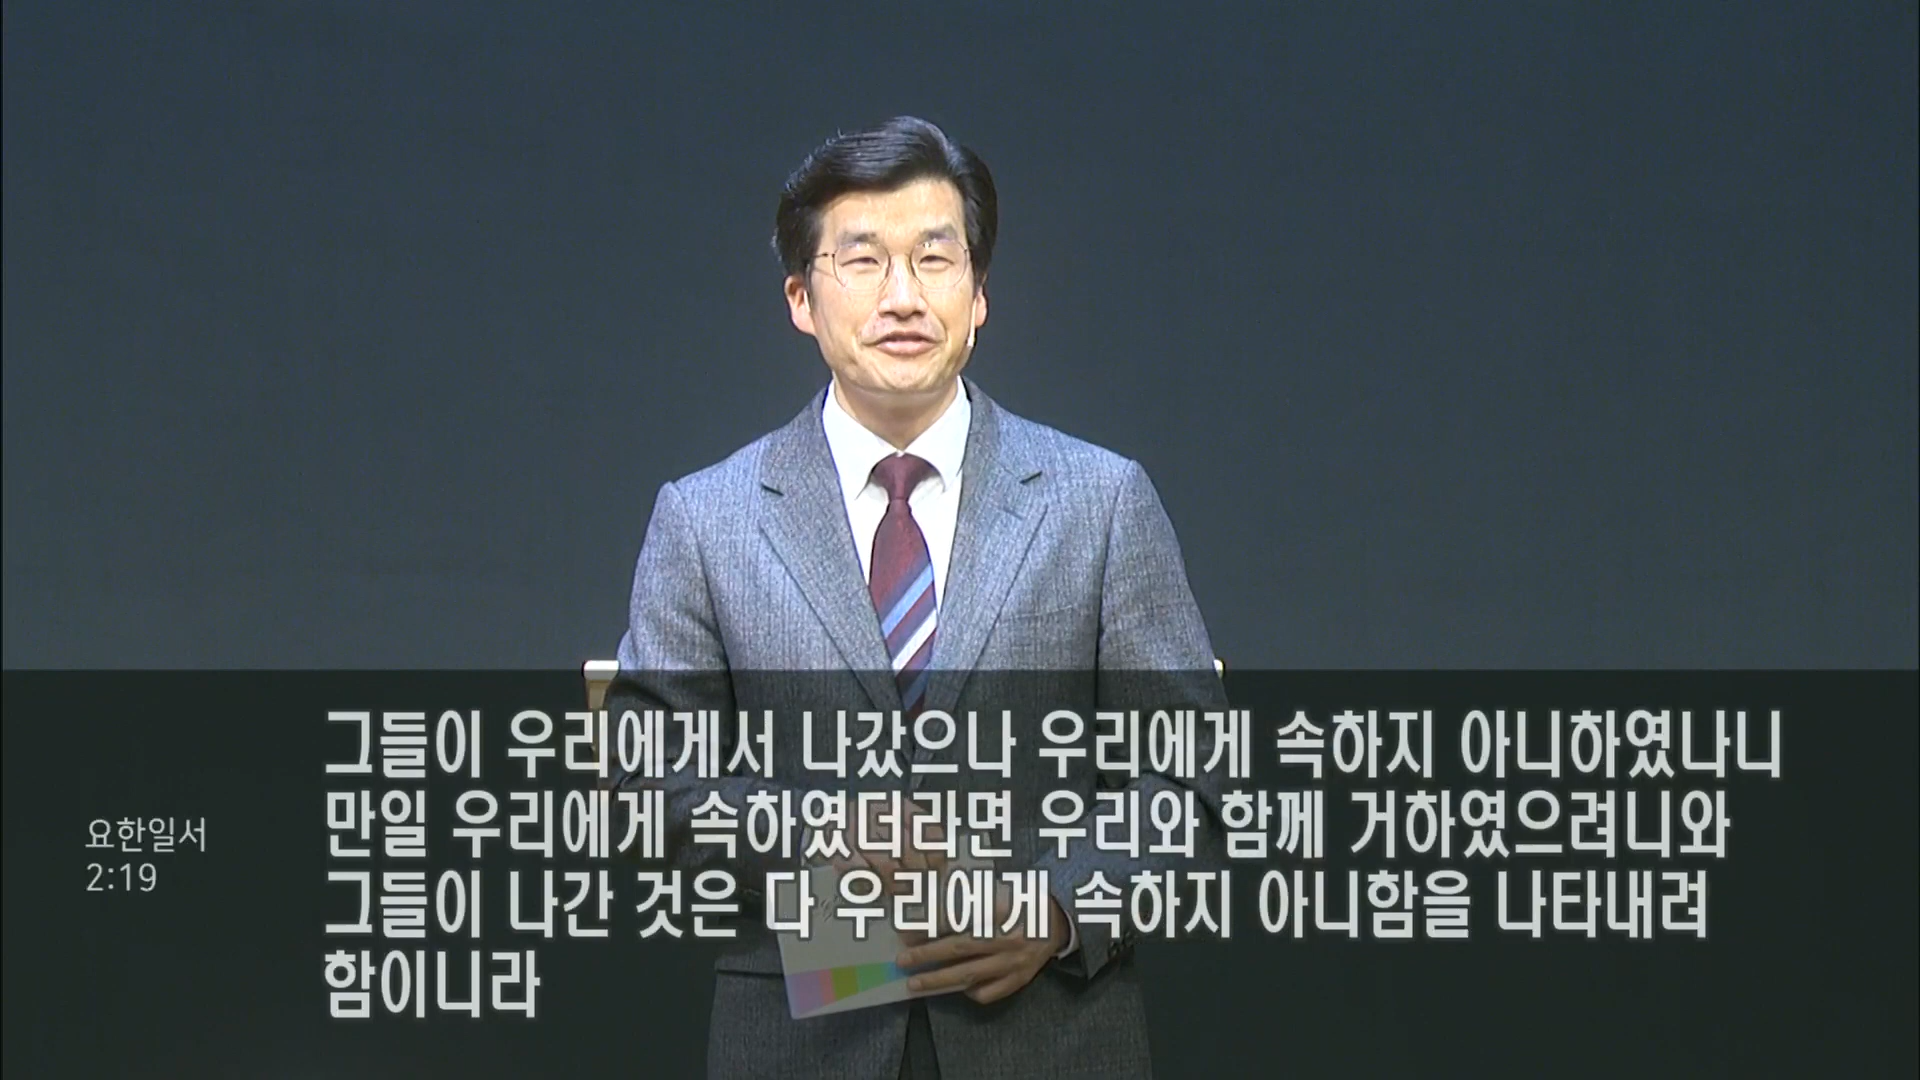 요한일서
2:19
그들이 우리에게서 나갔으나 우리에게 속하지 아니하였나니
만일 우리에게 속하였더라면 우리와 함께 거하였으려니와
그들이 나간 것은 다 우리에게 속하지 아니함을 나타내려
함이니라